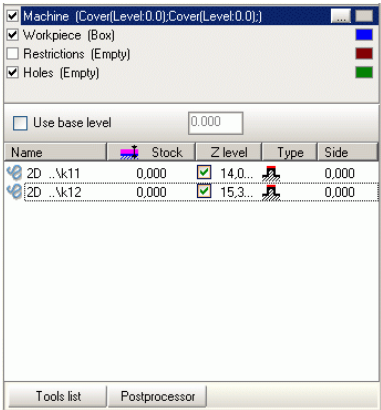 Machine (Cover(Level:0.0);Cover(Level:0.0);) ...
Workpiece (Box)
Restrictions (Empty)
Holes (Empty)
Use base level 0.000
Name Stock Z level Type Side
2D ..\k11 0,000 14,0... 0,000
2D ..\k12 0,000 15,3... 0,000
Tools list Postprocessor